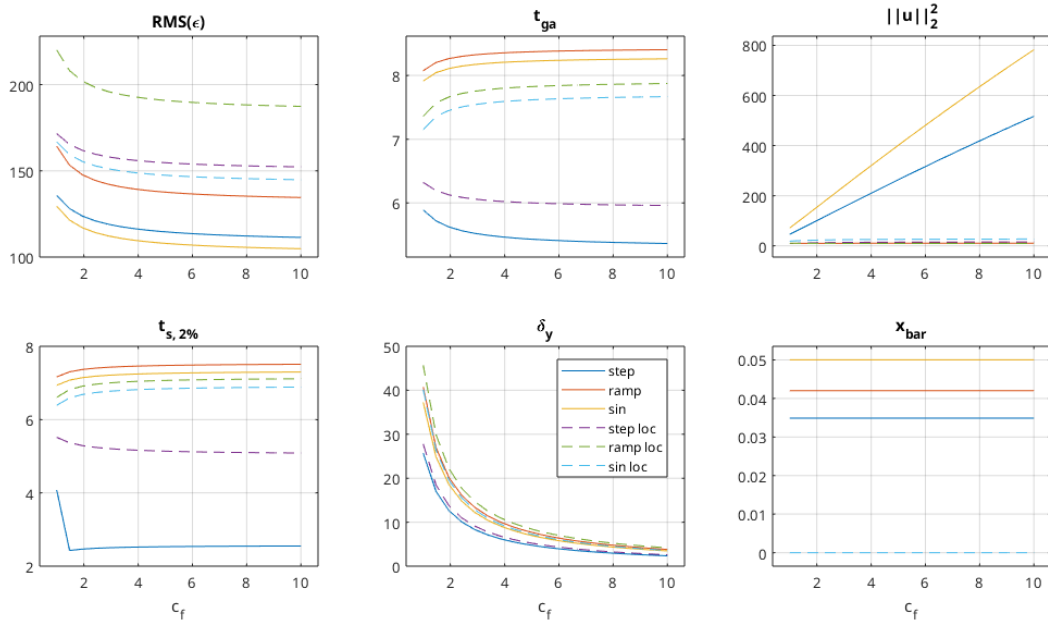 RMS(ϵ)
200
150
100
2 4 6 8 10
t_ga
8
7
6
2 4 6 8 10
||u||_2^2
800
600
400
200
0
2 4 6 8 10
t_s, 2%
8
6
4
2
2 4 6 8 10
c_f
δ_y
50
40
30
20
10
0
2 4 6 8 10
c_f
step
ramp
sin
step loc
ramp loc
sin loc
x_bar
0.05
0.04
0.03
0.02
0.01
0
2 4 6 8 10
c_f